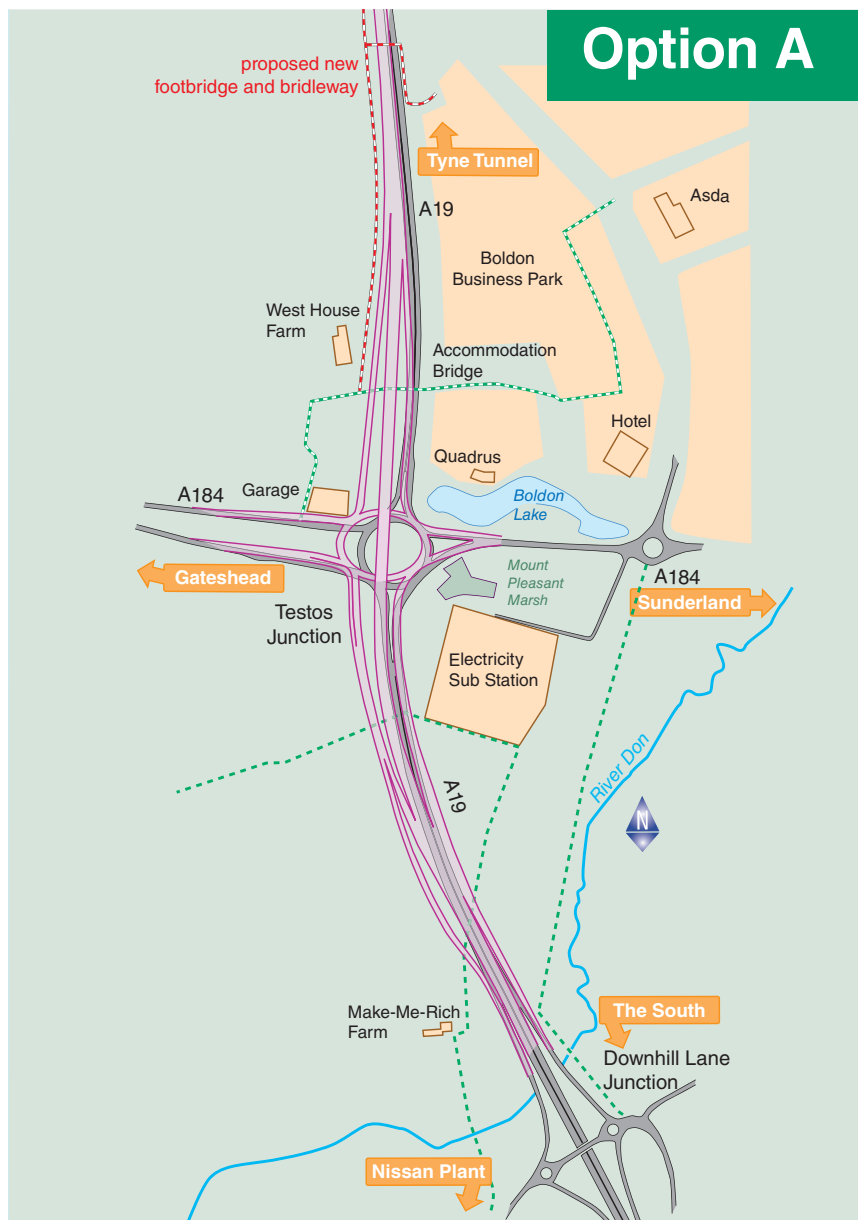 Option A
proposed new
footbridge and bridleway
Tyne Tunnel
Asda
A19
Boldon
Business Park
West House
Farm
Accommodation
Bridge
Hotel
Quadrus
A184
Garage
Boldon
Lake
Mount
Pleasant
Marsh
Gateshead
A184
Sunderland
Testos
Junction
Electricity
Sub Station
River Don
A19
N
Make-Me-Rich
Farm
The South
Downhill Lane
Junction
Nissan Plant